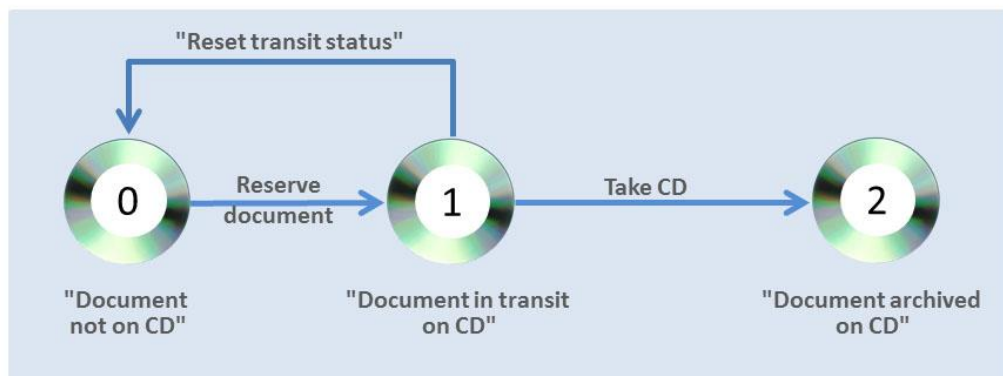 "Reset transit status"
0
Reserve
document
1
Take CD
2
"Document
not on CD"
"Document in transit
on CD"
"Document archived
on CD"